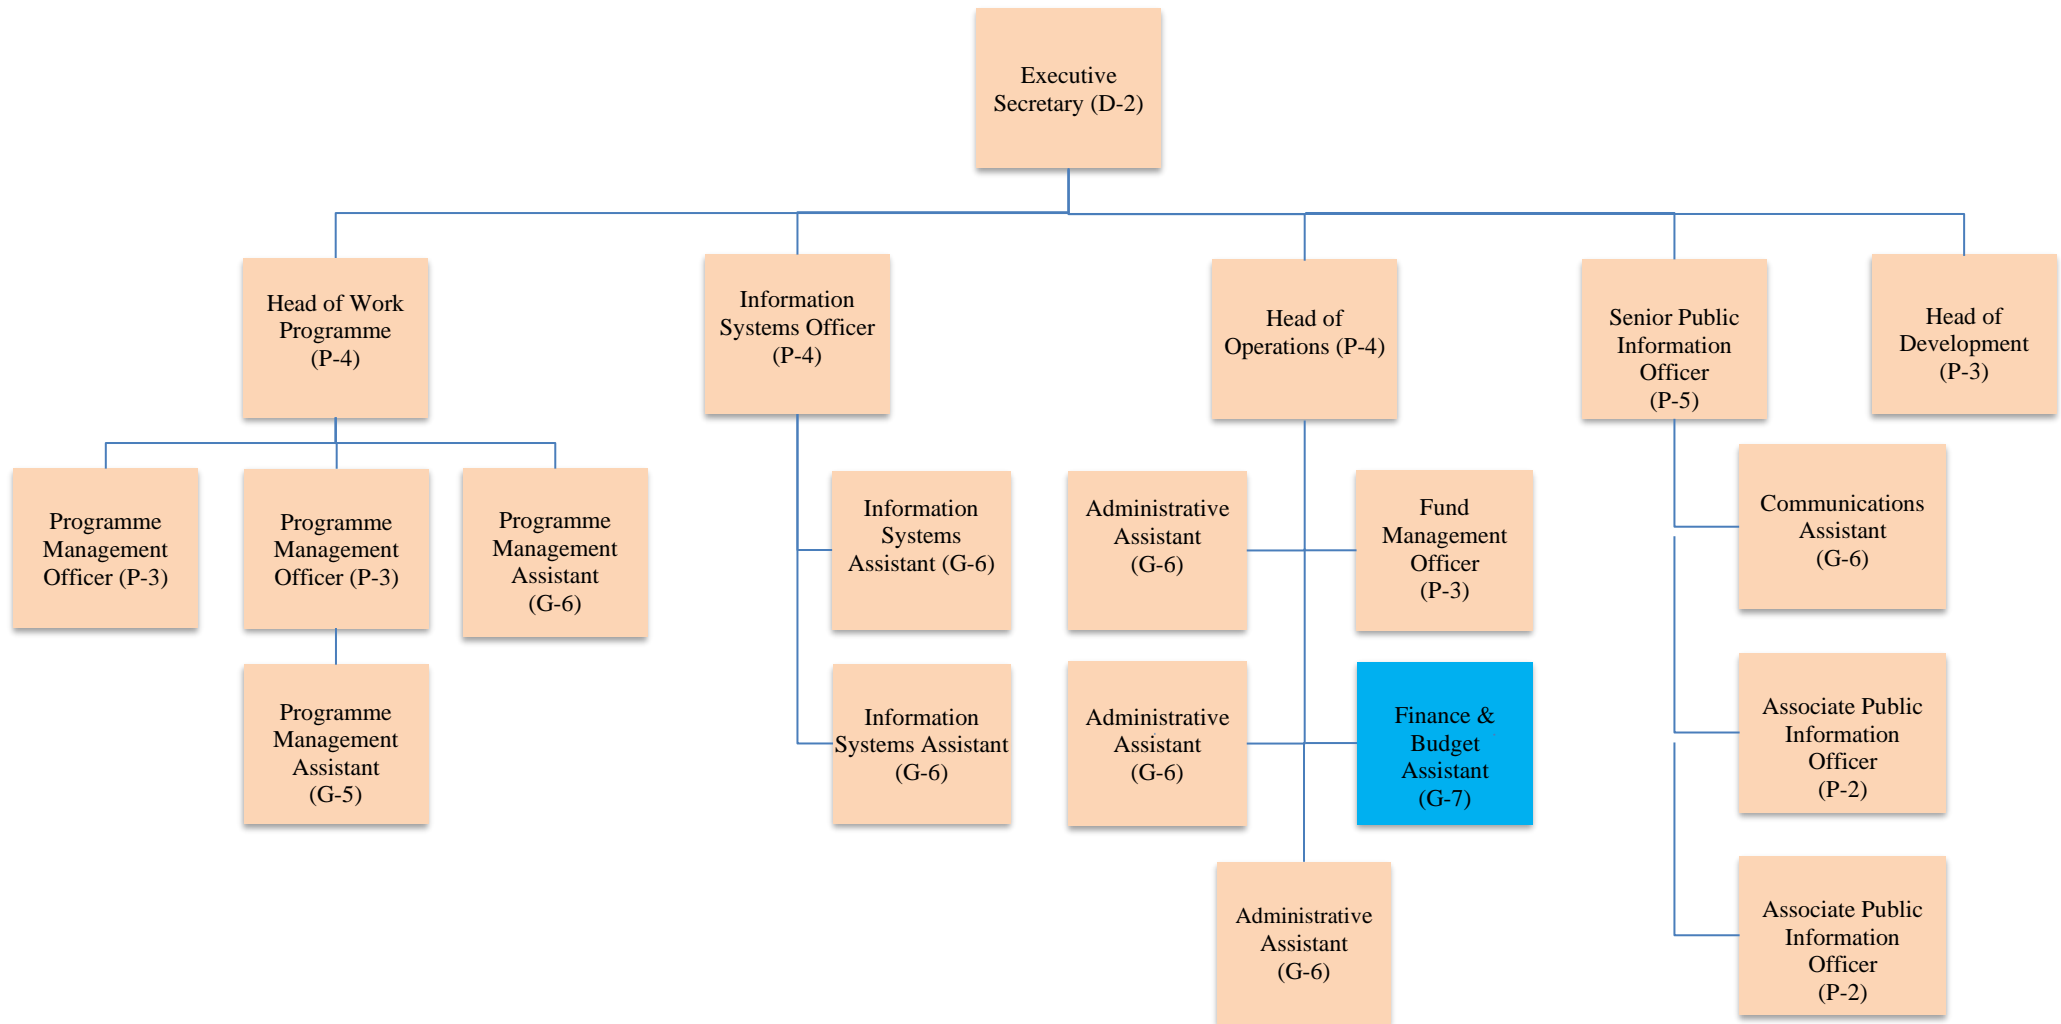 Executive
Secretary (D-2)
Head of Work
Programme
(P-4)
Information
Systems Officer
(P-4)
Head of
Operations (P-4)
Senior Public
Information
Officer
(P-5)
Head of
Development
(P-3)
Programme
Management
Officer (P-3)
Programme
Management
Officer (P-3)
Programme
Management
Assistant
(G-6)
Information
Systems
Assistant (G-6)
Administrative
Assistant
(G-6)
Fund
Management
Officer
(P-3)
Communications
Assistant
(G-6)
Programme
Management
Assistant
(G-5)
Information
Systems Assistant
(G-6)
Administrative
Assistant
(G-6)
Finance &
Budget
Assistant
(G-7)
Associate Public
Information
Officer
(P-2)
Administrative
Assistant
(G-6)
Associate Public
Information
Officer
(P-2)